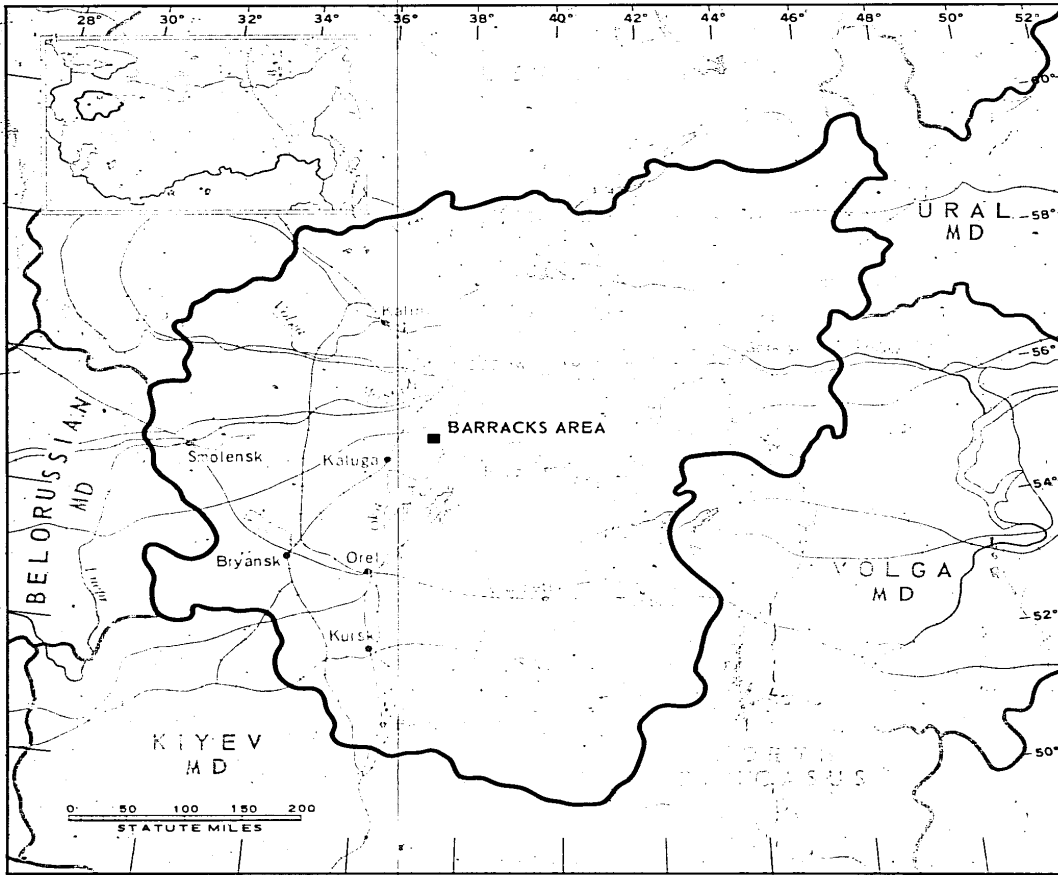 28° 30° 32° 34° 36° 38° 40° 42° 44° 46° 48° 50° 52°
60°
URAL
MD
58°
Volga
56°
BARRACKS AREA
BELORUSSIAN
MD
Smolensk
Kaluga
54°
Bryansk
Orel
VOLGA
MD
52°
Kursk
KIYEV
MD
50°
0 50 100 150 200
STATUTE MILES